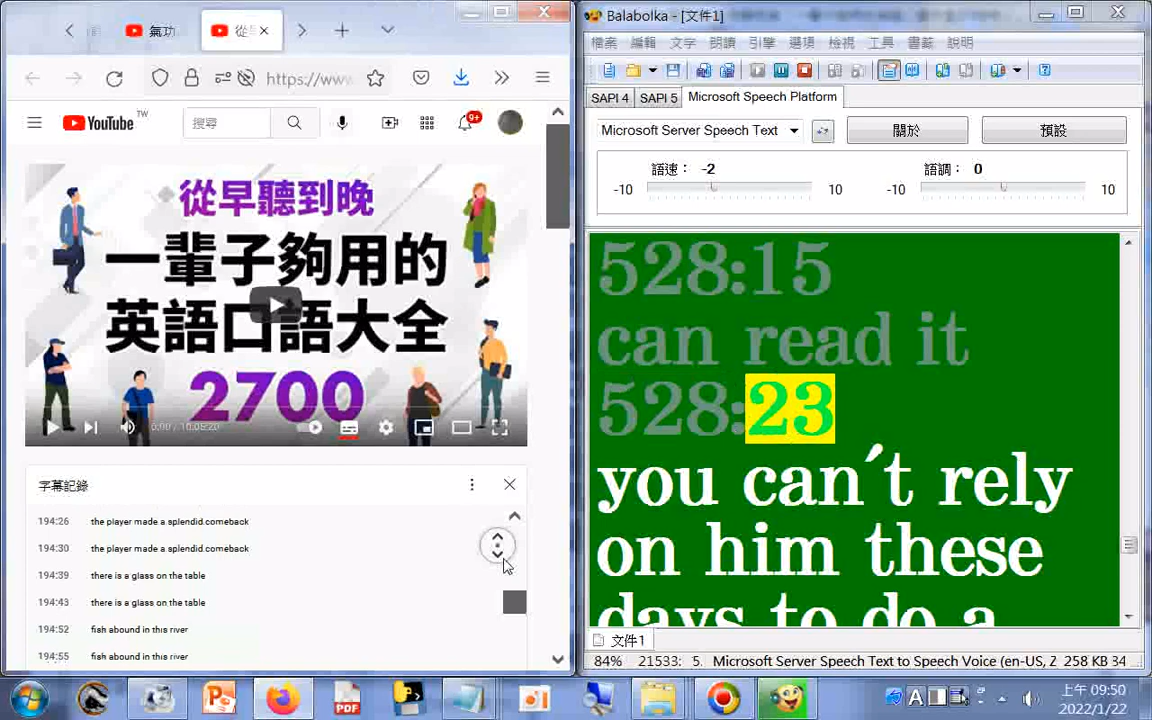 氣功
從
https://www.
YouTube TW
搜尋
9+
從早聽到晚
一輩子夠用的
英語口語大全
2700
0:00 / 10:05:20
字幕記錄
194:26 the player made a splendid comeback
194:30 the player made a splendid comeback
194:39 there is a glass on the table
194:43 there is a glass on the table
194:52 fish abound in this river
194:55 fish abound in this river
Balabolka - [文件1]
檔案 編輯 文字 朗讀 引擎 選項 檢視 工具 書籤 說明
SAPI 4 SAPI 5 Microsoft Speech Platform
Microsoft Server Speech Text 關於 預設
語速： -2 語調： 0
-10 10 -10 10
528:15
can read it
528:23
you can't rely
on him these
days to do a
文件1
84% 21533: 5. Microsoft Server Speech Text to Speech Voice (en-US, Z 258 KB 34
PDF
A
上午 09:50
2022/1/22